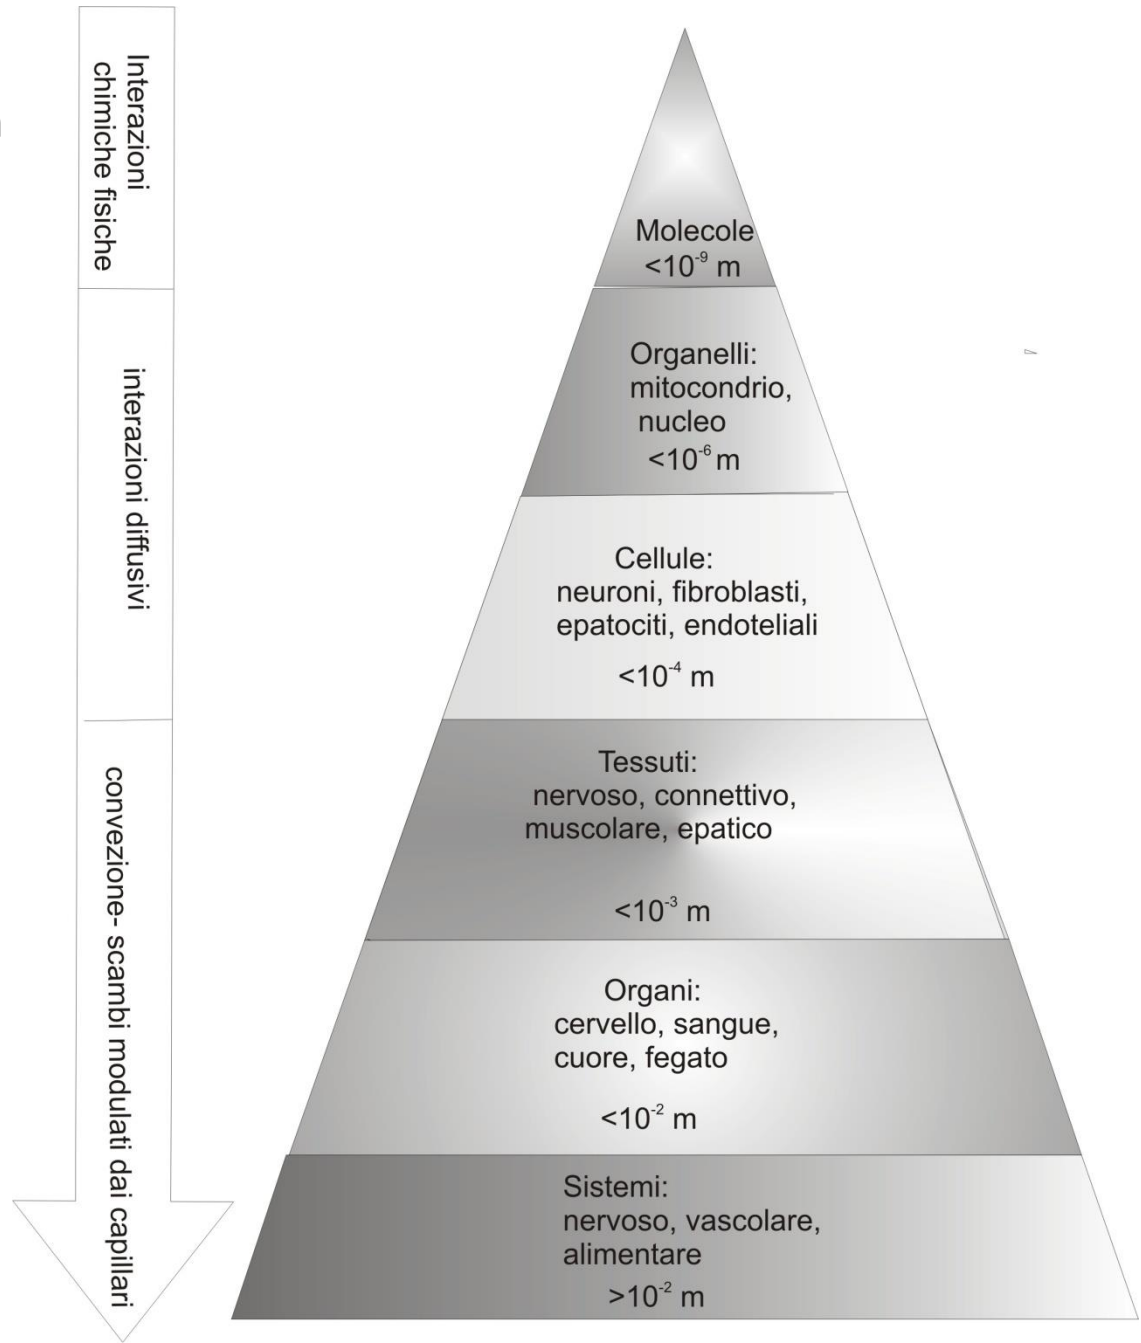 Interazioni
chimiche fisiche
interazioni diffusivi
convezione- scambi modulati dai capillari
Molecole
<10⁻⁹ m
Organelli:
mitocondrio,
nucleo
<10⁻⁶ m
Cellule:
neuroni, fibroblasti,
epatociti, endoteliali
<10⁻⁴ m
Tessuti:
nervoso, connettivo,
muscolare, epatico
<10⁻³ m
Organi:
cervello, sangue,
cuore, fegato
<10⁻² m
Sistemi:
nervoso, vascolare,
alimentare
>10⁻² m